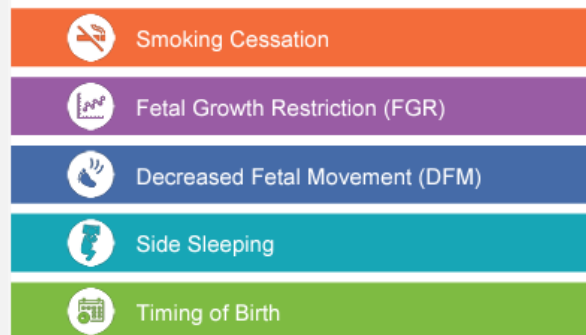 Smoking Cessation
Fetal Growth Restriction (FGR)
Decreased Fetal Movement (DFM)
Side Sleeping
Timing of Birth